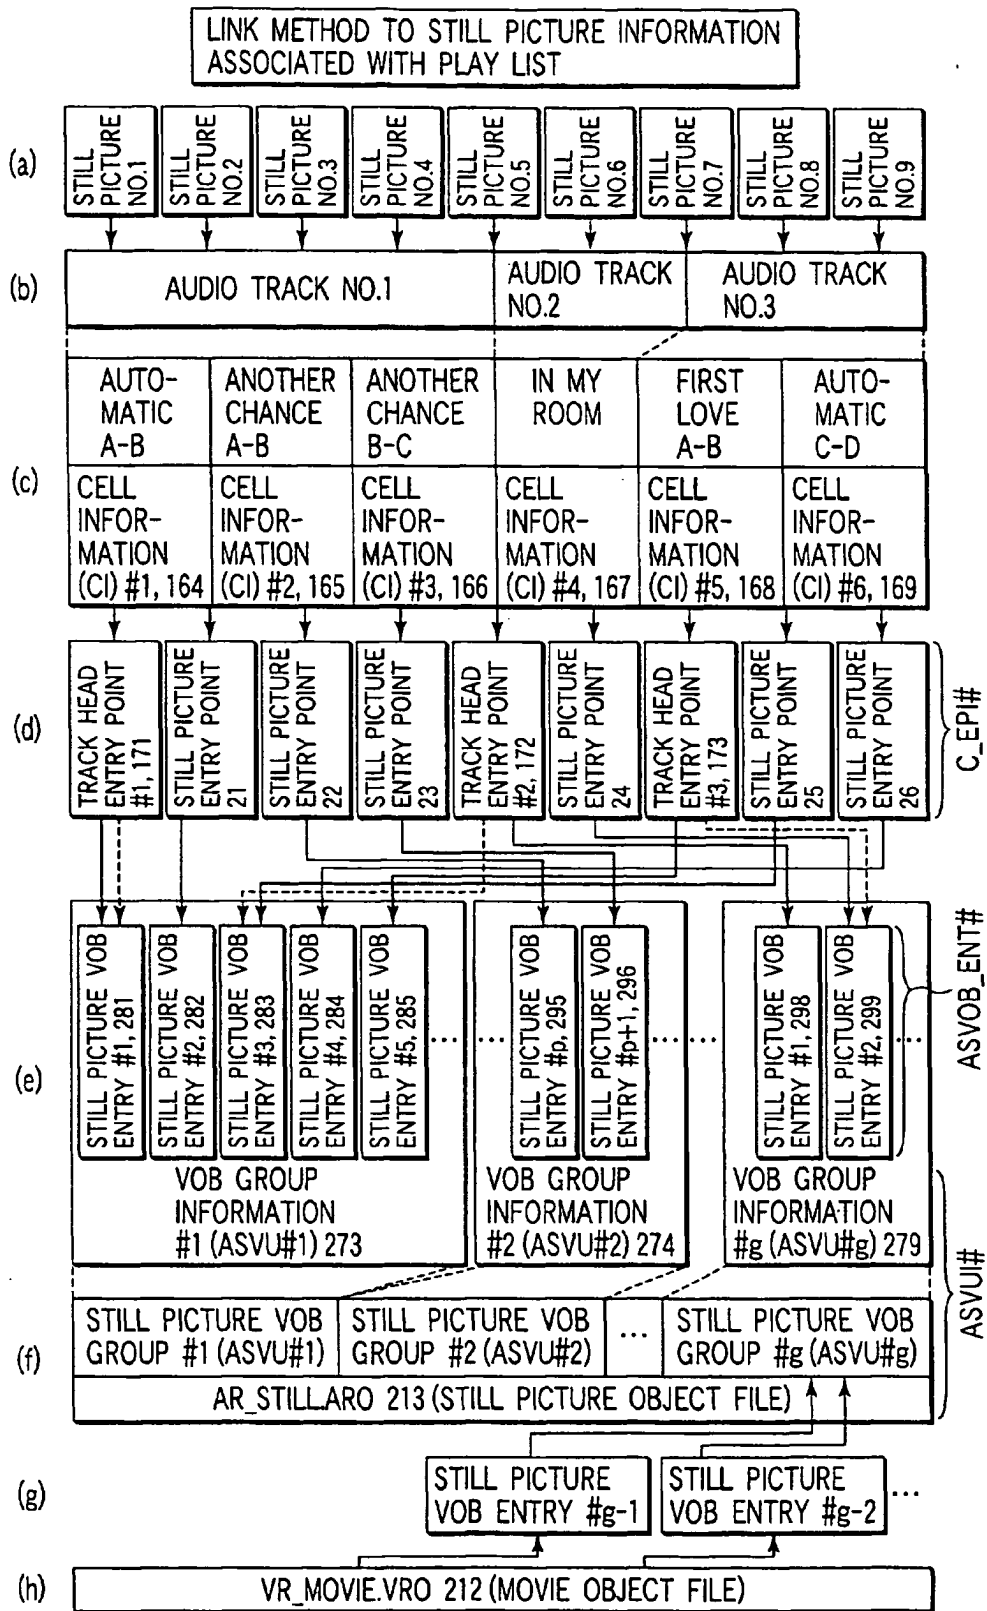 LINK METHOD TO STILL PICTURE INFORMATION
ASSOCIATED WITH PLAY LIST
(a)
STILL
PICTURE
NO.1
STILL
PICTURE
NO.2
STILL
PICTURE
NO.3
STILL
PICTURE
NO.4
STILL
PICTURE
NO.5
STILL
PICTURE
NO.6
STILL
PICTURE
NO.7
STILL
PICTURE
NO.8
STILL
PICTURE
NO.9
(b)
AUDIO TRACK NO.1
AUDIO TRACK
NO.2
AUDIO TRACK
NO.3
(c)
AUTO-
MATIC
A-B
ANOTHER
CHANCE
A-B
ANOTHER
CHANCE
B-C
IN MY
ROOM
FIRST
LOVE
A-B
AUTO-
MATIC
C-D
CELL
INFOR-
MATION
(CI) #1, 164
CELL
INFOR-
MATION
(CI) #2, 165
CELL
INFOR-
MATION
(CI) #3, 166
CELL
INFOR-
MATION
(CI) #4, 167
CELL
INFOR-
MATION
(CI) #5, 168
CELL
INFOR-
MATION
(CI) #6, 169
(d)
TRACK HEAD
ENTRY POINT
#1, 171
STILL PICTURE
ENTRY POINT
21
STILL PICTURE
ENTRY POINT
22
STILL PICTURE
ENTRY POINT
23
TRACK HEAD
ENTRY POINT
#2, 172
STILL PICTURE
ENTRY POINT
24
TRACK HEAD
ENTRY POINT
#3, 173
STILL PICTURE
ENTRY POINT
25
STILL PICTURE
ENTRY POINT
26
C_EPI#
(e)
STILL PICTURE VOB
ENTRY #1, 281
STILL PICTURE VOB
ENTRY #2, 282
STILL PICTURE VOB
ENTRY #3, 283
STILL PICTURE VOB
ENTRY #4, 284
STILL PICTURE VOB
ENTRY #5, 285
STILL PICTURE VOB
ENTRY #p, 295
STILL PICTURE VOB
ENTRY #p+1, 296
STILL PICTURE VOB
ENTRY #1, 298
STILL PICTURE VOB
ENTRY #2, 299
ASVOB_ENT#
VOB GROUP
INFORMATION
#1 (ASVU#1) 273
VOB GROUP
INFORMATION
#2 (ASVU#2) 274
VOB GROUP
INFORMATION
#g (ASVU#g) 279
ASVUI#
(f)
STILL PICTURE VOB
GROUP #1 (ASVU#1)
STILL PICTURE VOB
GROUP #2 (ASVU#2)
...
STILL PICTURE VOB
GROUP #g (ASVU#g)
AR_STILL.ARO 213 (STILL PICTURE OBJECT FILE)
(g)
STILL PICTURE
VOB ENTRY #g-1
STILL PICTURE
VOB ENTRY #g-2
...
(h)
VR_MOVIE.VRO 212 (MOVIE OBJECT FILE)